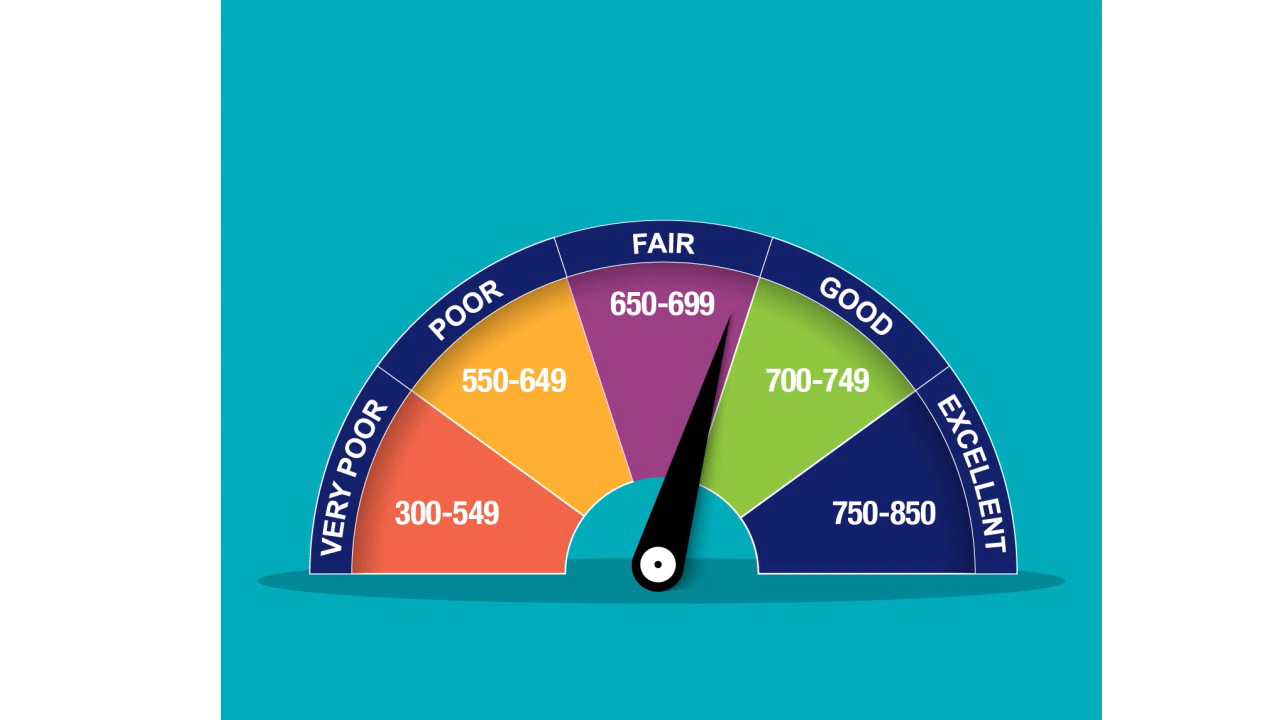 VERY POOR
300-549
POOR
550-649
FAIR
650-699
GOOD
700-749
EXCELLENT
750-850